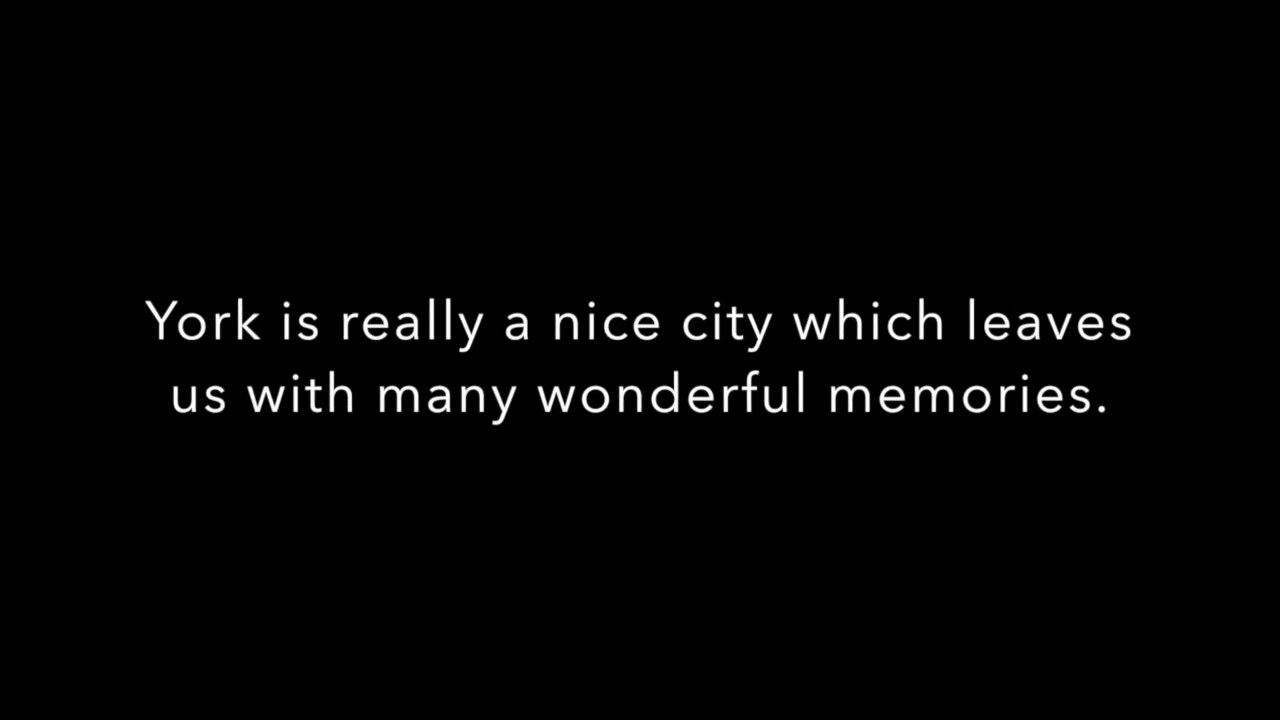 York is really a nice city which leaves
us with many wonderful memories.